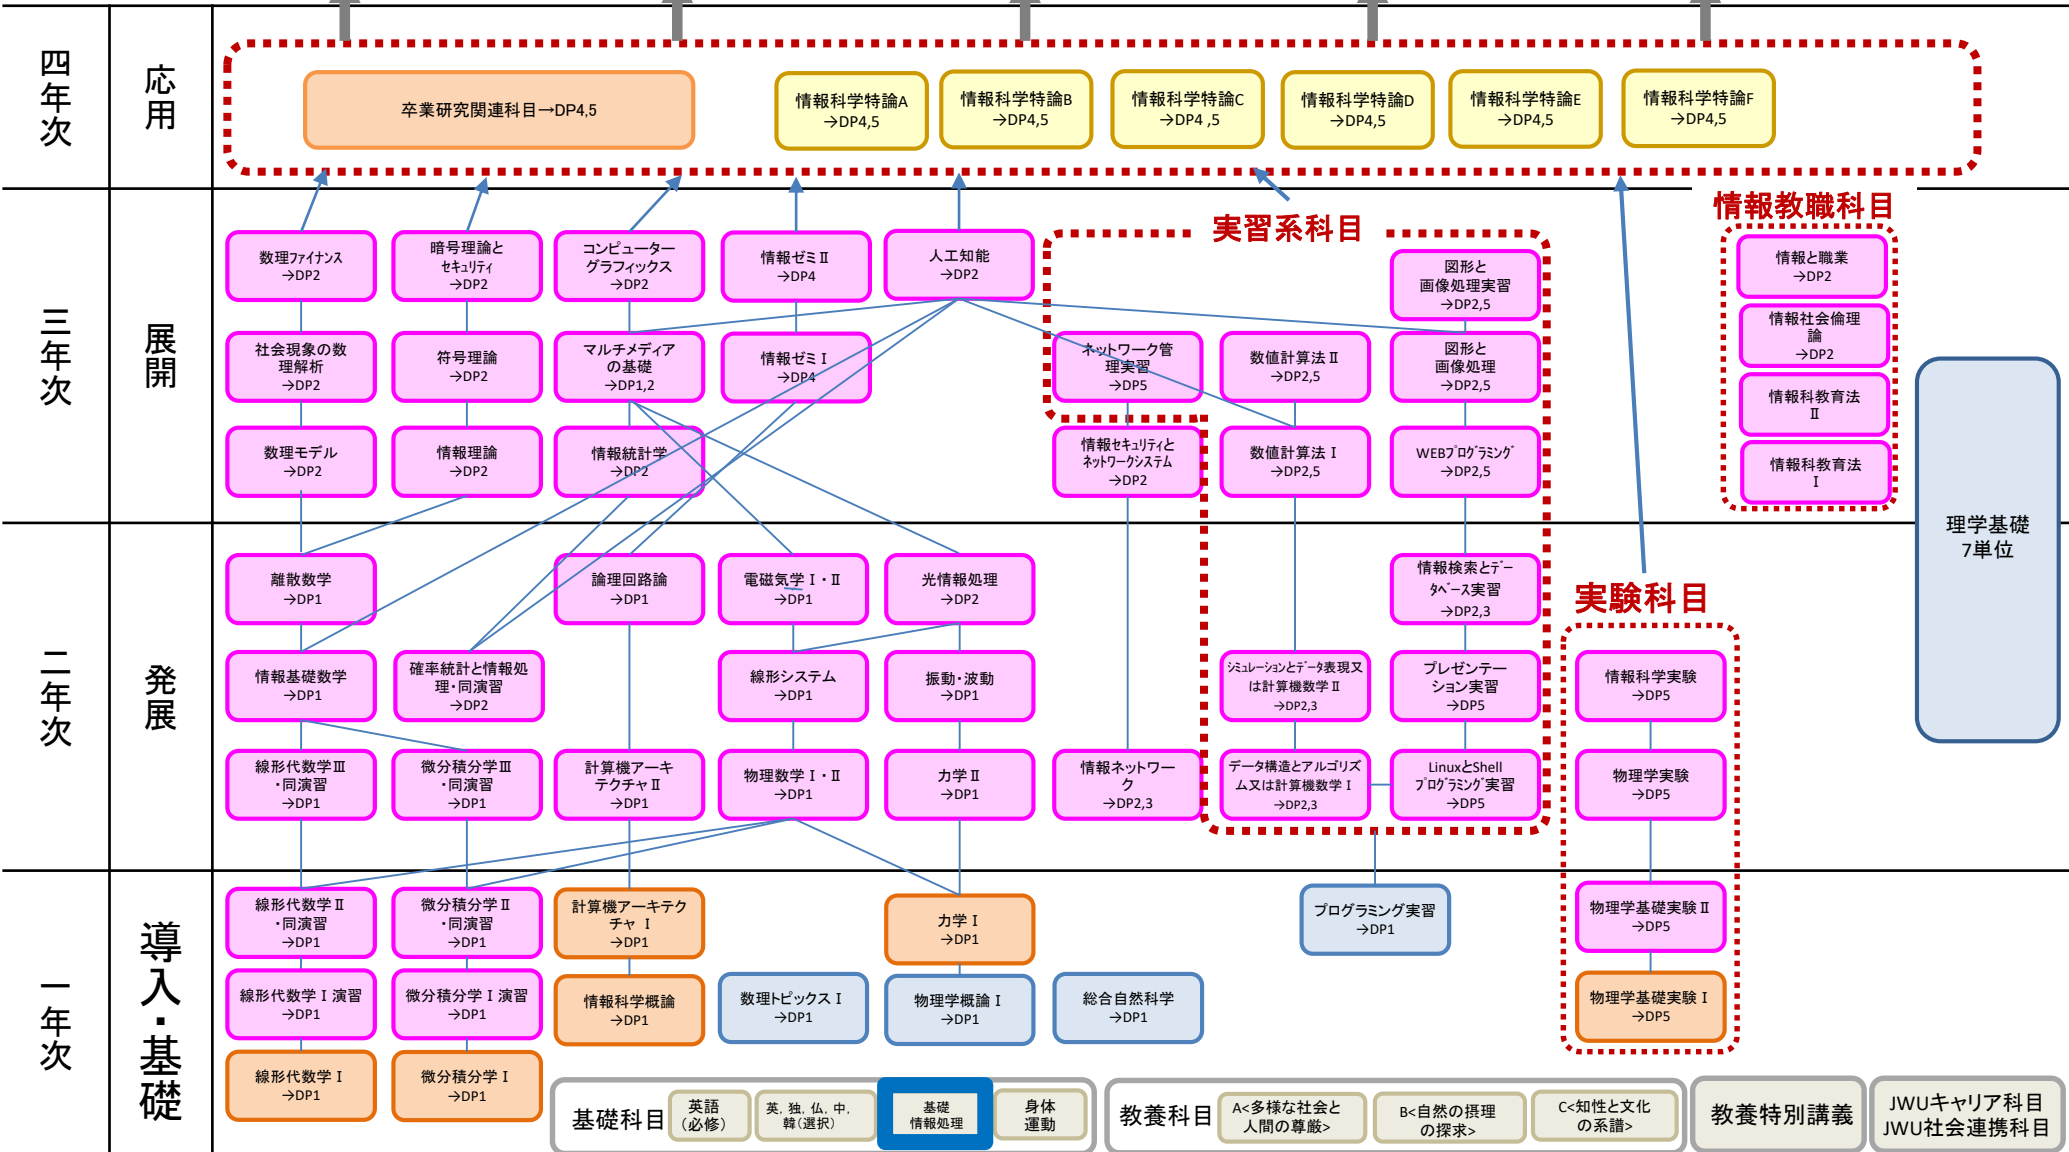 四年次
応用
卒業研究関連科目→DP4,5
情報科学特論A
→DP4,5
情報科学特論B
→DP4,5
情報科学特論C
→DP4 ,5
情報科学特論D
→DP4,5
情報科学特論E
→DP4,5
情報科学特論F
→DP4,5
三年次
展開
実習系科目
情報教職科目
数理ファイナンス
→DP2
暗号理論と
セキュリティ
→DP2
コンピューター
グラフィックス
→DP2
情報ゼミⅡ
→DP4
人工知能
→DP2
図形と
画像処理実習
→DP2,5
情報と職業
→DP2
社会現象の数
理解析
→DP2
符号理論
→DP2
マルチメディア
の基礎
→DP1,2
情報ゼミⅠ
→DP4
ネットワーク管
理実習
→DP5
数値計算法Ⅱ
→DP2,5
図形と
画像処理
→DP2,5
情報社会倫理
論
→DP2
情報科教育法
Ⅱ
数理モデル
→DP2
情報理論
→DP2
情報統計学
→DP2
情報セキュリティと
ネットワークシステム
→DP2
数値計算法Ⅰ
→DP2,5
WEBプログラミング
→DP2,5
情報科教育法
Ⅰ
理学基礎
7単位
二年次
発展
離散数学
→DP1
論理回路論
→DP1
電磁気学Ⅰ・Ⅱ
→DP1
光情報処理
→DP2
情報検索とデー
タベース実習
→DP2,3
実験科目
情報基礎数学
→DP1
確率統計と情報処
理・同演習
→DP2
線形システム
→DP1
振動・波動
→DP1
シミュレーションとデータ表現又
は計算機数学Ⅱ
→DP2,3
プレゼンテー
ション実習
→DP5
情報科学実験
→DP5
線形代数学Ⅲ
・同演習
→DP1
微分積分学Ⅲ
・同演習
→DP1
計算機アーキ
テクチャⅡ
→DP1
物理数学Ⅰ・Ⅱ
→DP1
力学Ⅱ
→DP1
情報ネットワー
ク
→DP2,3
データ構造とアルゴリズ
ム又は計算機数学Ⅰ
→DP2,3
LinuxとShell
プログラミング実習
→DP5
物理学実験
→DP5
一年次
導入・基礎
線形代数学Ⅱ
・同演習
→DP1
微分積分学Ⅱ
・同演習
→DP1
計算機アーキテク
チャ Ⅰ
→DP1
力学Ⅰ
→DP1
プログラミング実習
→DP1
物理学基礎実験Ⅱ
→DP5
線形代数学Ⅰ演習
→DP1
微分積分学Ⅰ演習
→DP1
情報科学概論
→DP1
数理トピックスⅠ
→DP1
物理学概論Ⅰ
→DP1
総合自然科学
→DP1
物理学基礎実験Ⅰ
→DP5
線形代数学Ⅰ
→DP1
微分積分学Ⅰ
→DP1
基礎科目
英語
(必修)
英, 独, 仏, 中,
韓(選択)
基礎
情報処理
身体
運動
教養科目
A<多様な社会と
人間の尊厳>
B<自然の摂理
の探求>
C<知性と文化
の系譜>
教養特別講義
JWUキャリア科目
JWU社会連携科目